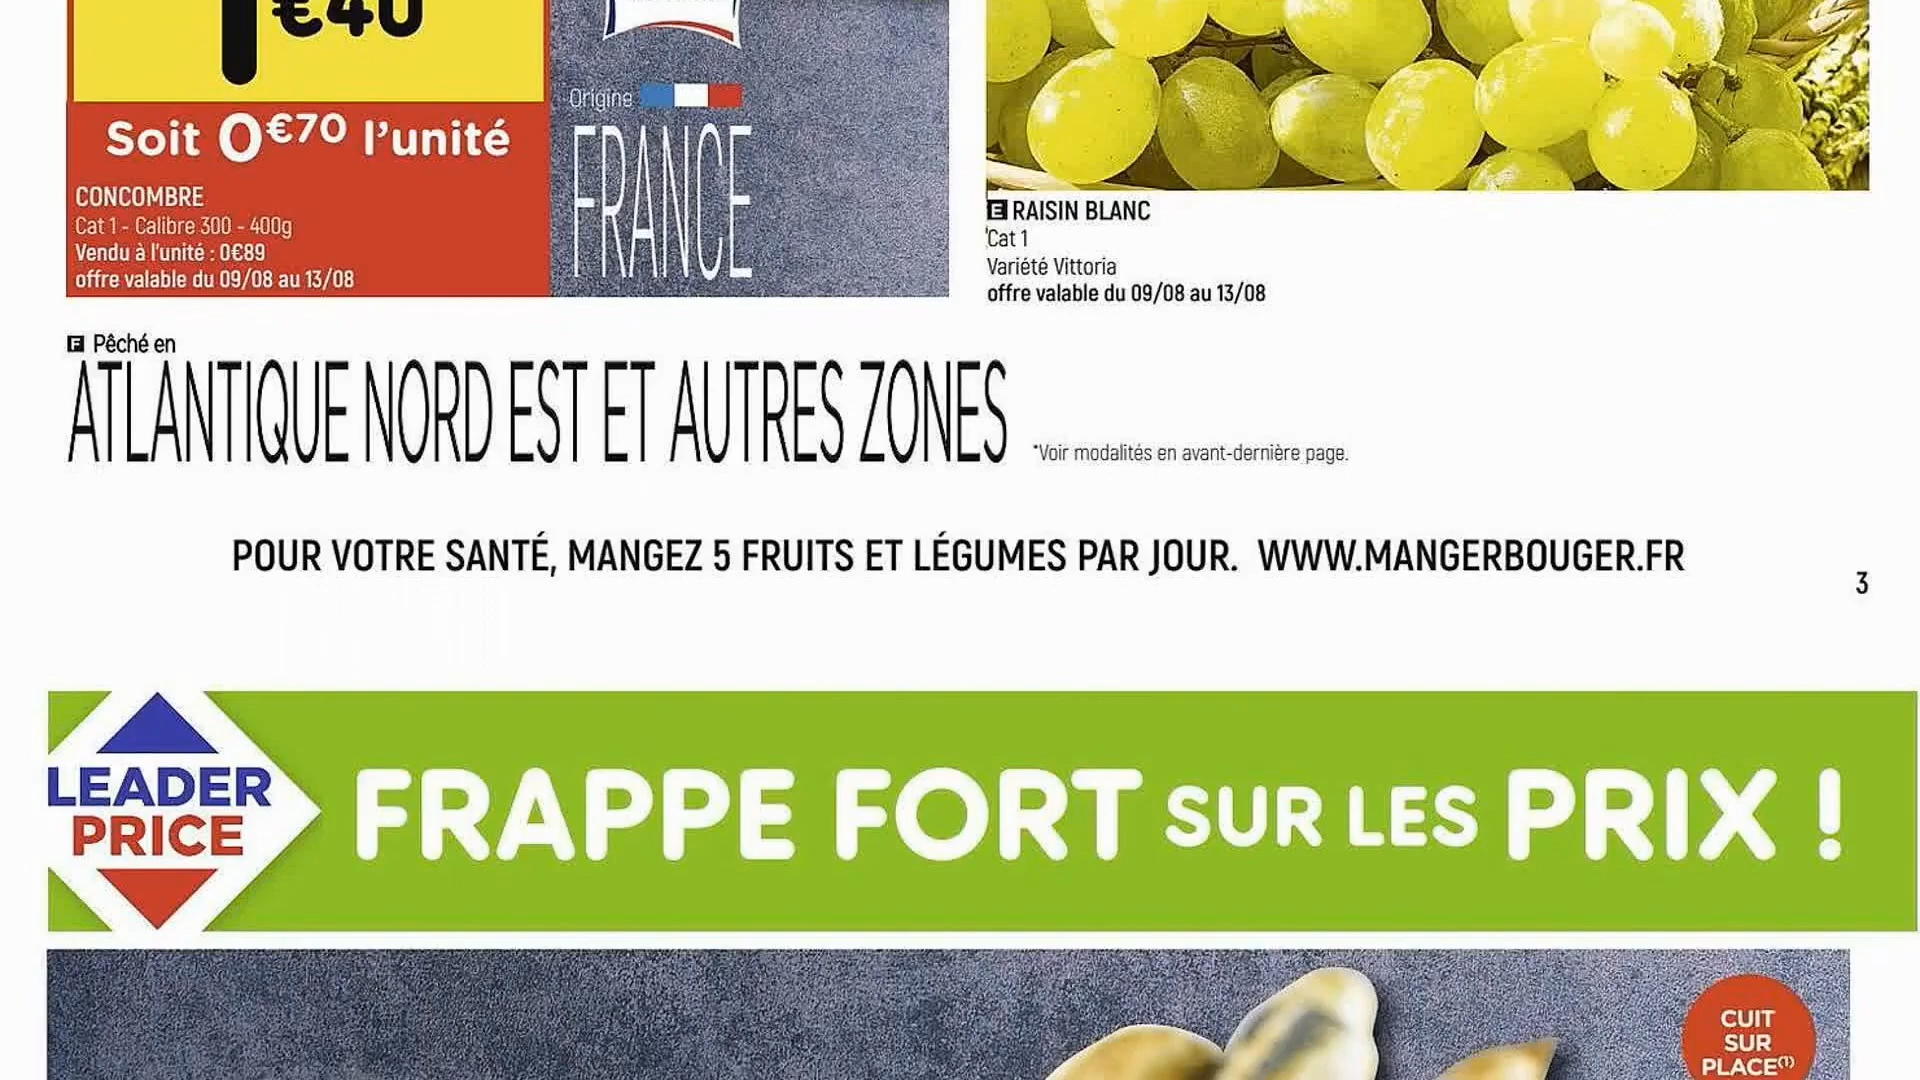 1€40
Soit 0€70 l'unité
CONCOMBRE
Cat 1 - Calibre 300 - 400g
Vendu à l'unité : 0€89
offre valable du 09/08 au 13/08
Origine
FRANCE
E RAISIN BLANC
Cat 1
Variété Vittoria
offre valable du 09/08 au 13/08
F Pêché en
ATLANTIQUE NORD EST ET AUTRES ZONES
*Voir modalités en avant-dernière page.
POUR VOTRE SANTÉ, MANGEZ 5 FRUITS ET LÉGUMES PAR JOUR. WWW.MANGERBOUGER.FR
3
LEADER
PRICE
FRAPPE FORT SUR LES PRIX !
CUIT
SUR
PLACE(1)